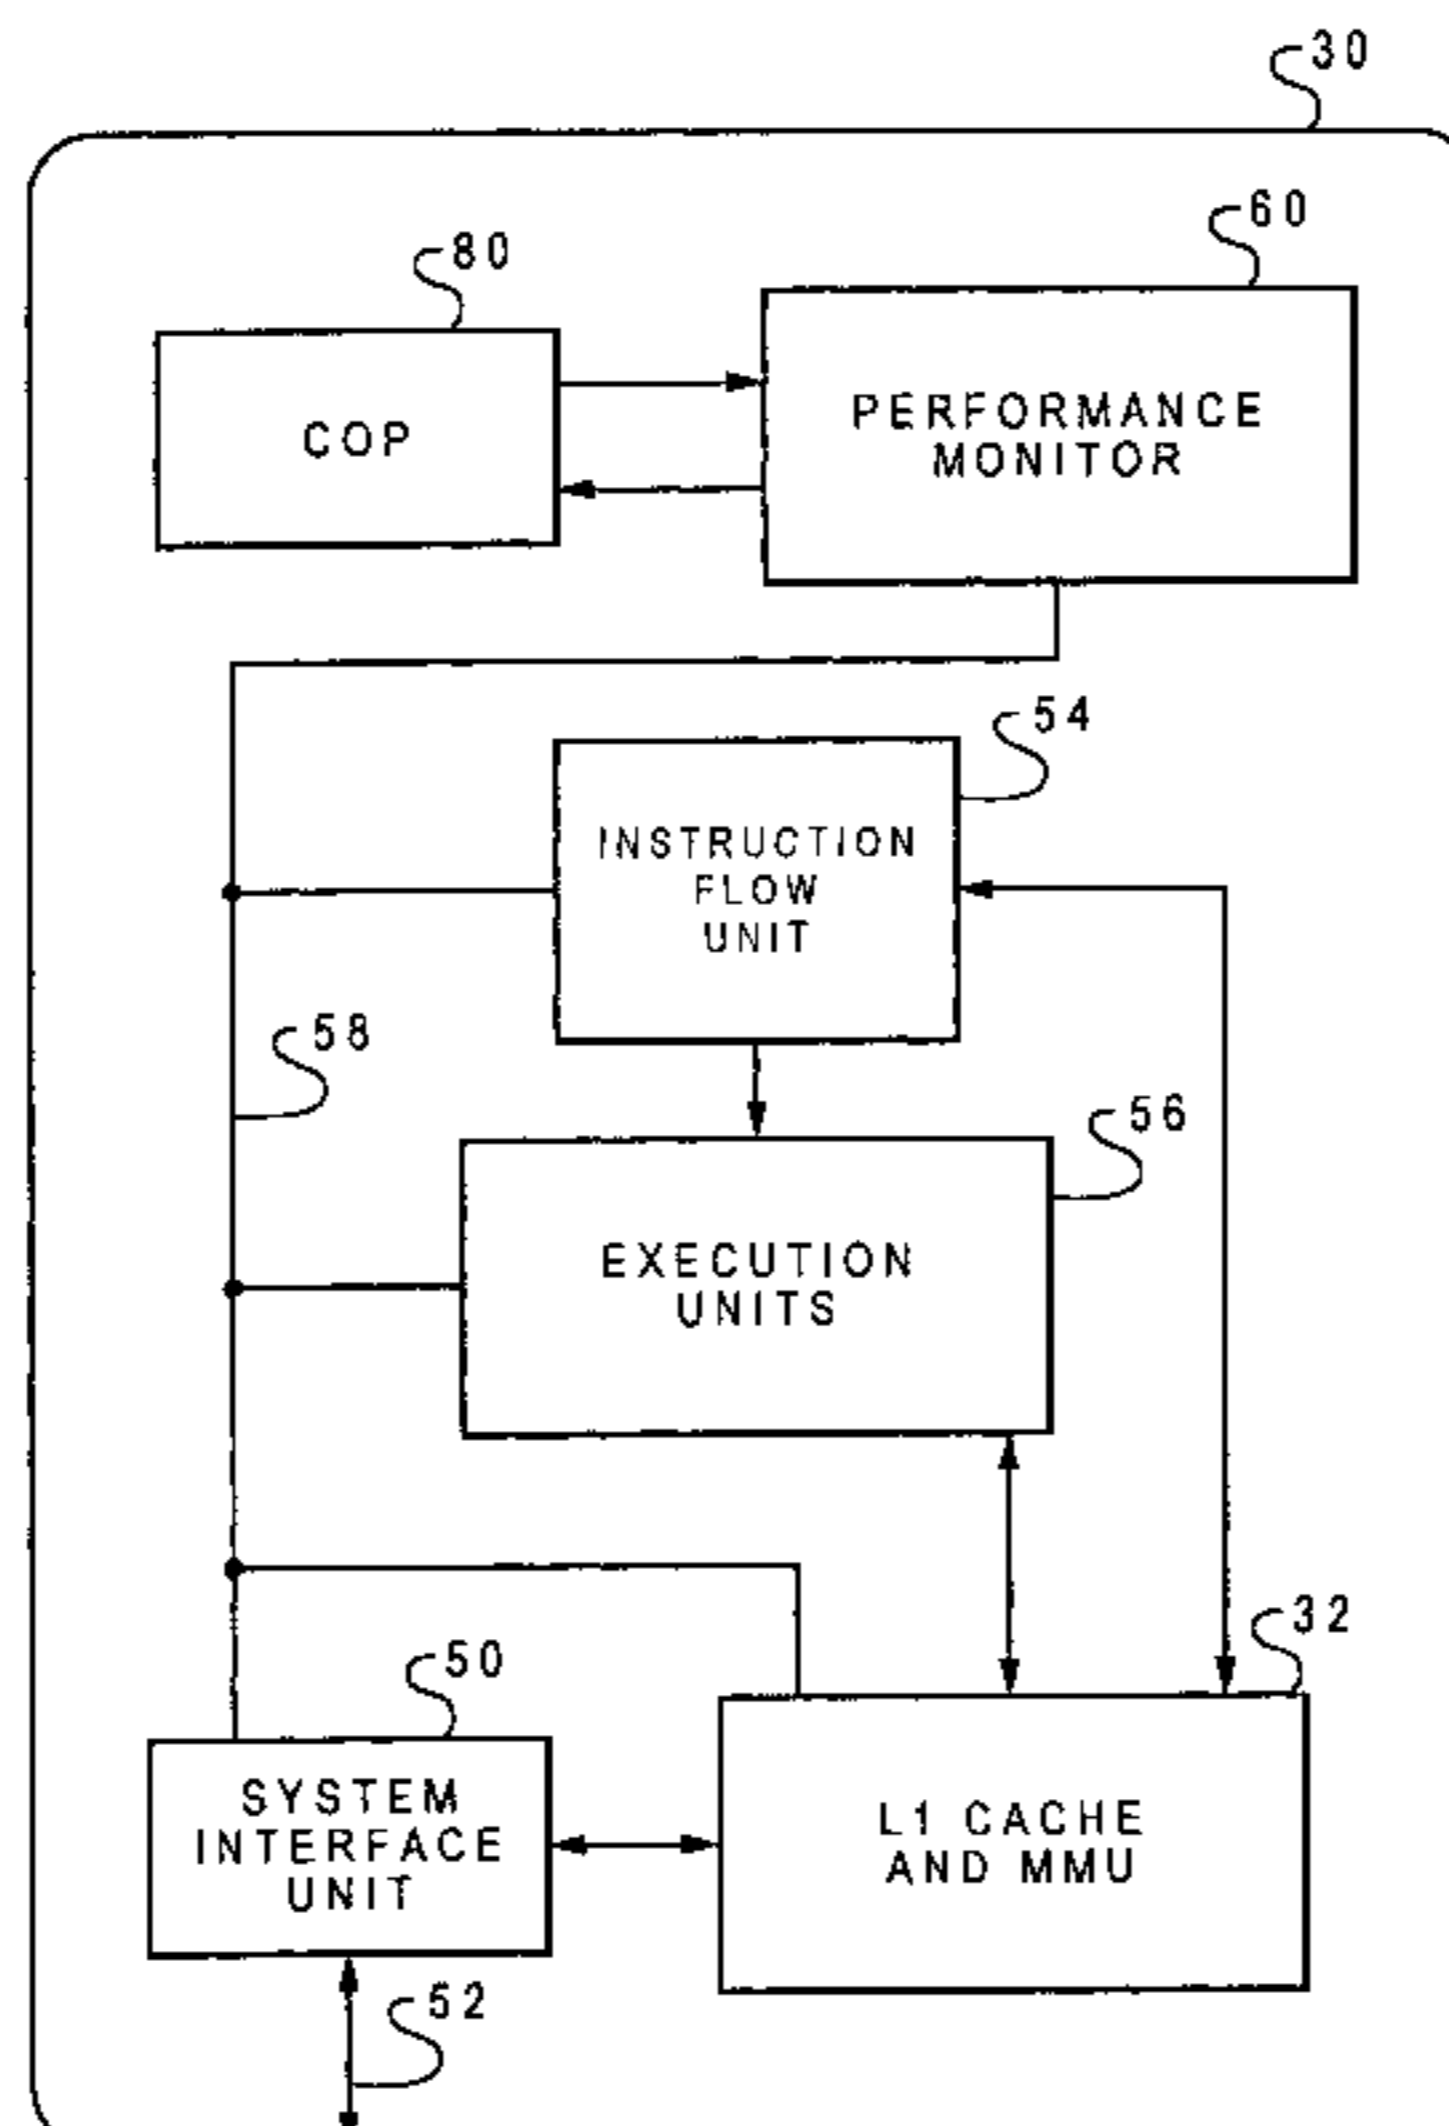 30
60
80
PERFORMANCE
MONITOR
COP
54
INSTRUCTION
FLOW
UNIT
58
56
EXECUTION
UNITS
32
50
SYSTEM
INTERFACE
UNIT
L1 CACHE
AND MMU
52